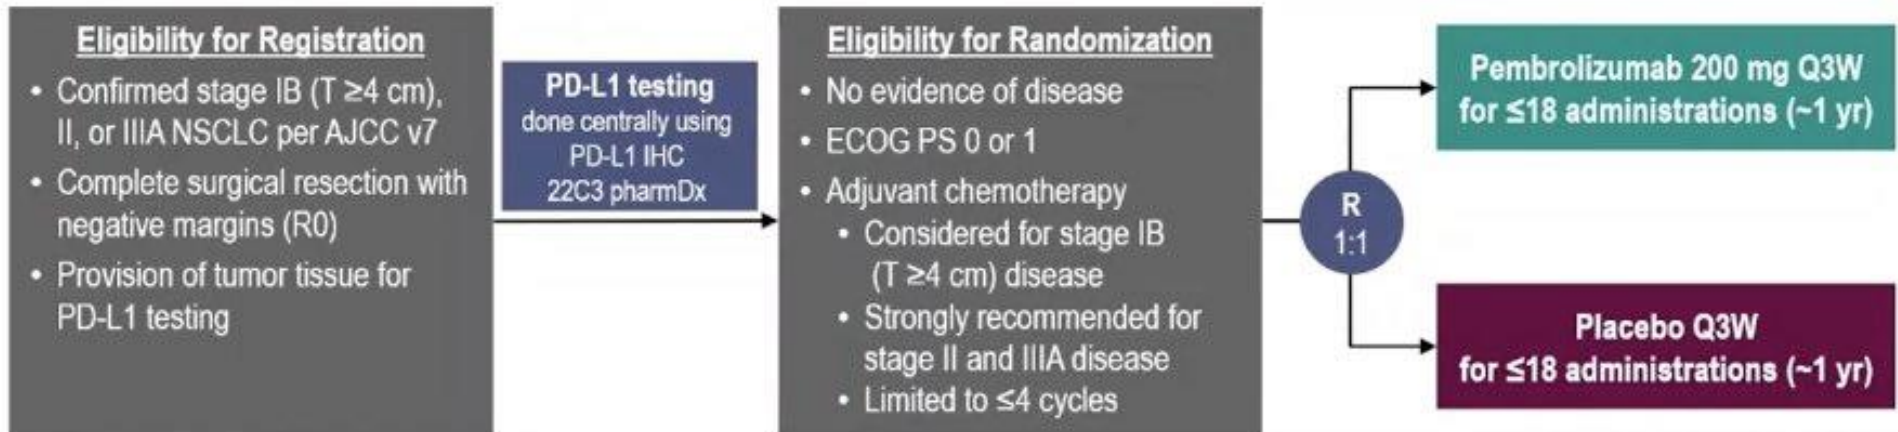 Eligibility for Registration
• Confirmed stage IB (T ≥4 cm),
II, or IIIA NSCLC per AJCC v7
• Complete surgical resection with
negative margins (R0)
• Provision of tumor tissue for
PD-L1 testing
PD-L1 testing
done centrally using
PD-L1 IHC
22C3 pharmDx
Eligibility for Randomization
• No evidence of disease
• ECOG PS 0 or 1
• Adjuvant chemotherapy
• Considered for stage IB
(T ≥4 cm) disease
• Strongly recommended for
stage II and IIIA disease
• Limited to ≤4 cycles
R
1:1
Pembrolizumab 200 mg Q3W
for ≤18 administrations (~1 yr)
Placebo Q3W
for ≤18 administrations (~1 yr)